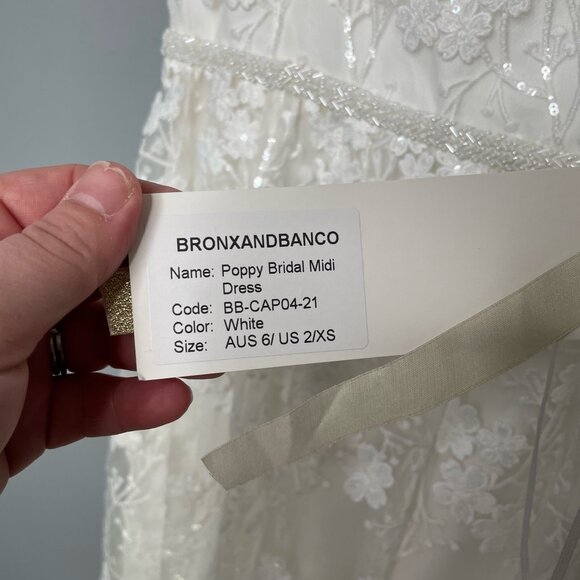 BRONXANDBANCO
Name: Poppy Bridal Midi
Dress
Code: BB-CAP04-21
Color: White
Size: AUS 6/ US 2/XS